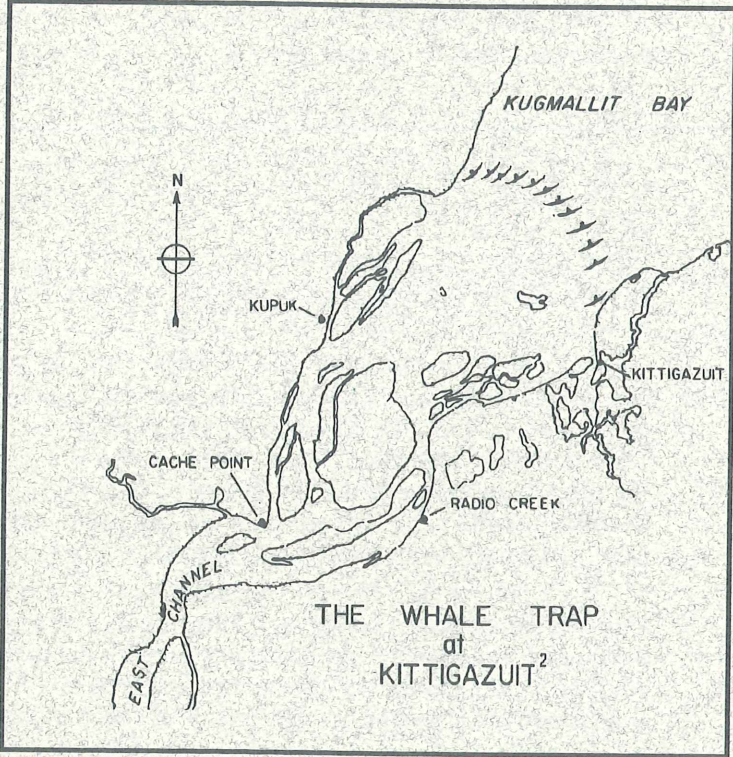 KUGMALLIT BAY
N
KUPUK
KITTIGAZUIT
CACHE POINT
RADIO CREEK
EAST CHANNEL
THE WHALE TRAP
at
KITTIGAZUIT²